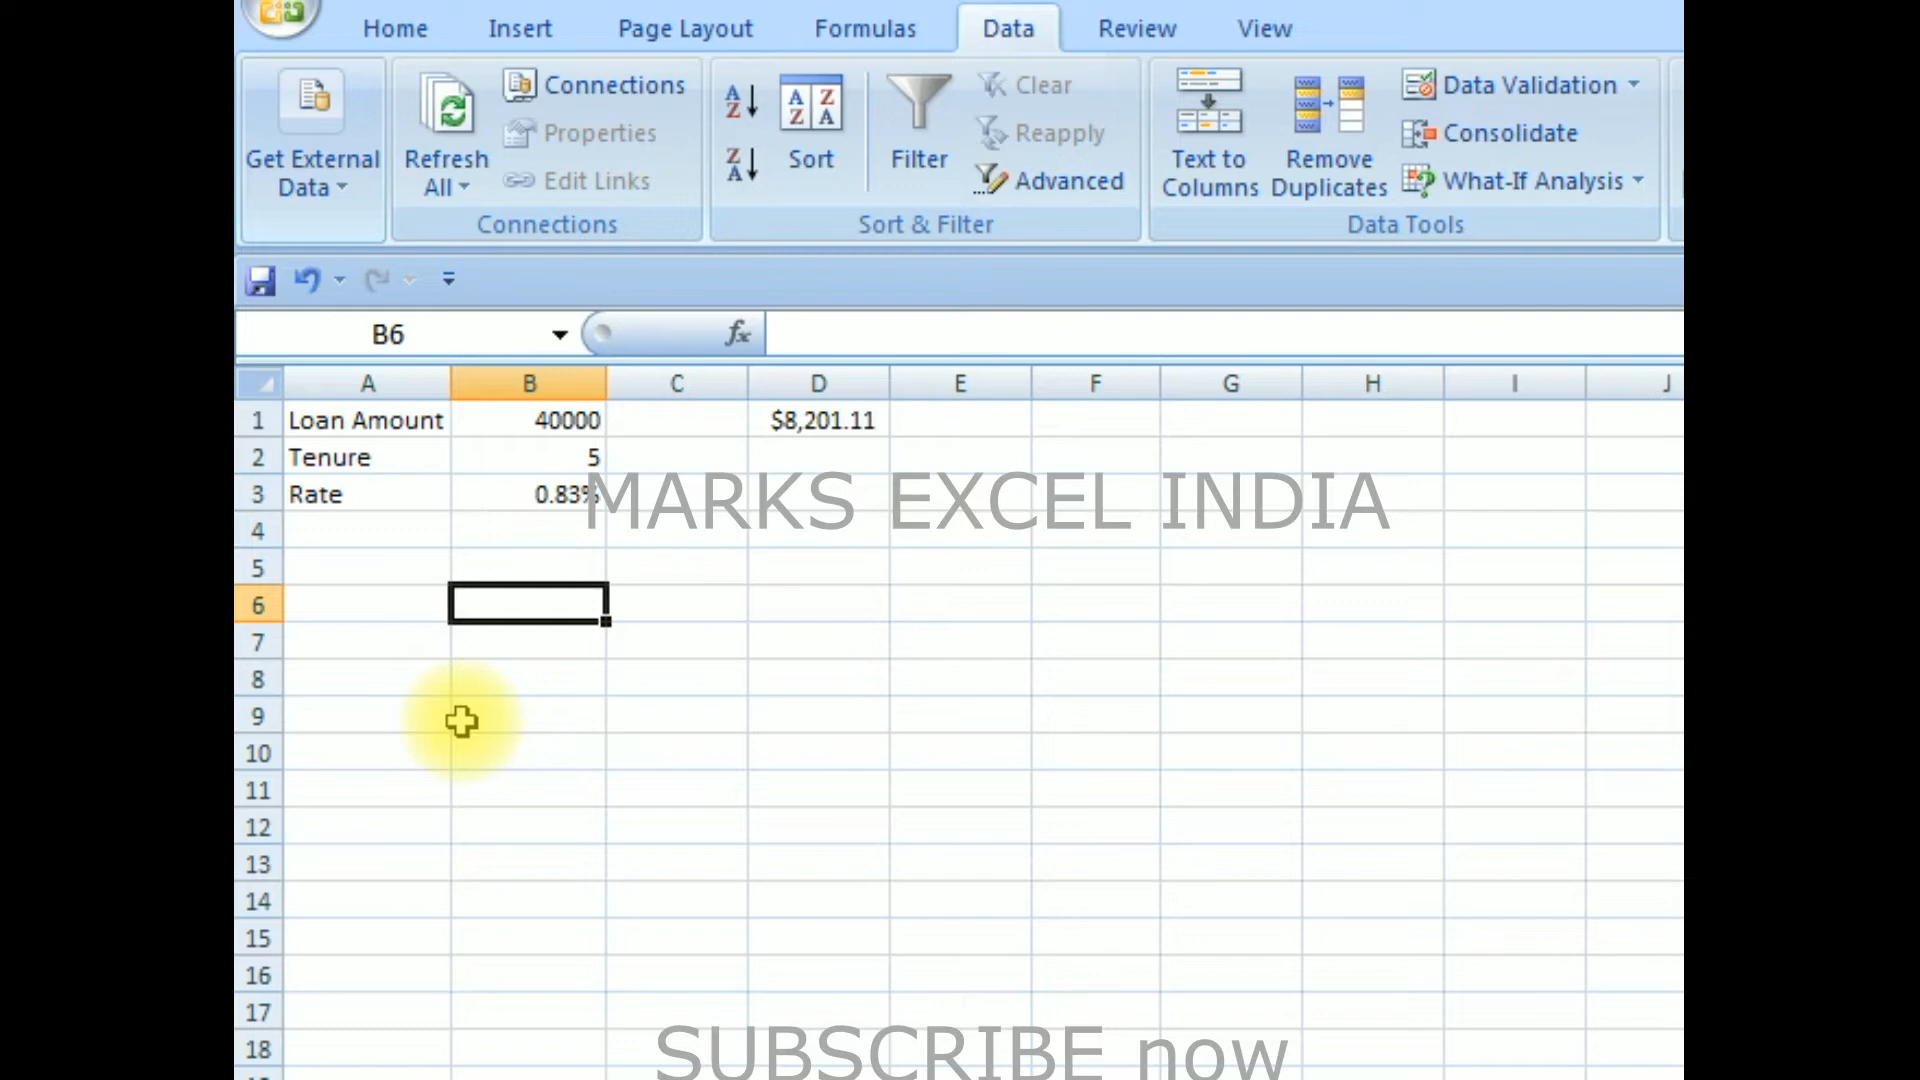 Home Insert Page Layout Formulas Data Review View
Get External Data
Refresh All
Connections
Properties
Edit Links
Connections
A Z
Z A
A Z Z A
Sort
Filter
Clear
Reapply
Advanced
Sort & Filter
Text to Columns
Remove Duplicates
Data Validation
Consolidate
What-If Analysis
Data Tools
B6 fx
A B C D E F G H I J
1 Loan Amount 40000 $8,201.11
2 Tenure 5
3 Rate 0.83%
MARKS EXCEL INDIA
4
5
6
7
8
9
10
11
12
13
14
15
16
17
18
SUBSCRIBE now